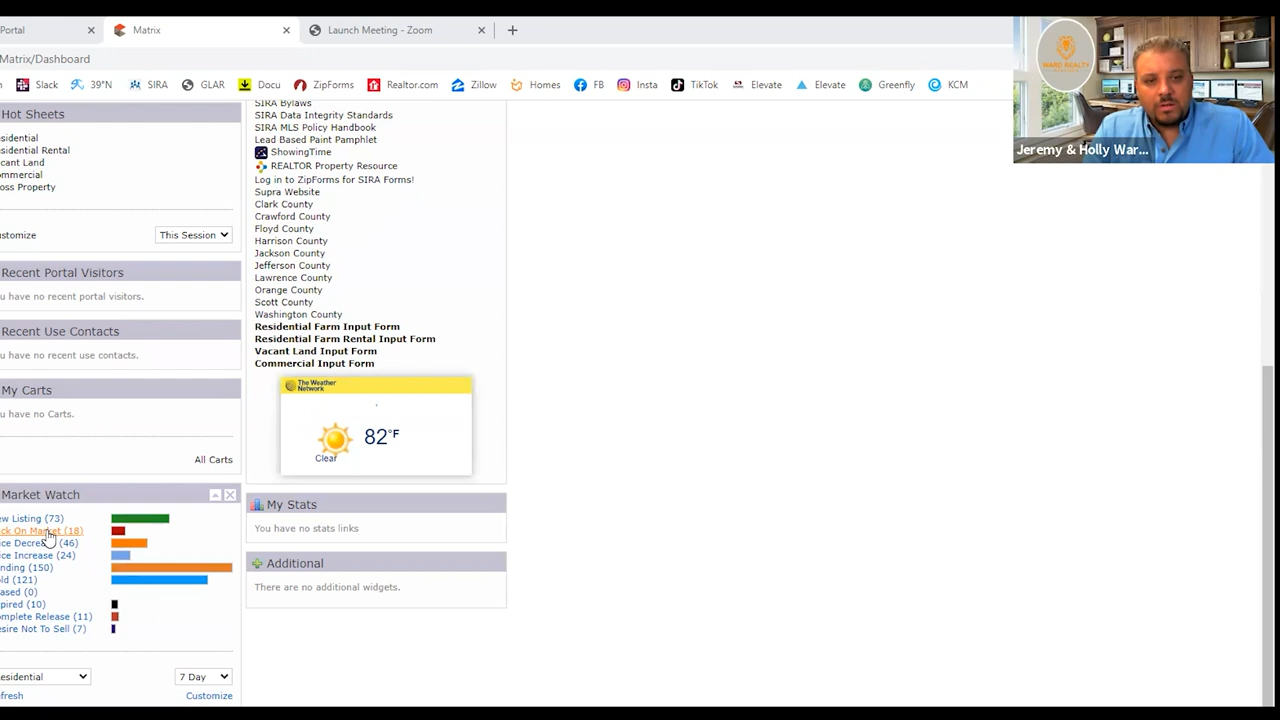 Portal
Matrix
Launch Meeting - Zoom
Matrix/Dashboard
Slack
39°N
SIRA
GLAR
Docu
ZipForms
Realtor.com
Zillow
Homes
FB
Insta
TikTok
Elevate
Elevate
Greenfly
KCM
WARD REALTY
Jeremy & Holly War...
Hot Sheets
esidential
esidential Rental
acant Land
ommercial
oss Property
ustomize
This Session
Recent Portal Visitors
u have no recent portal visitors.
Recent Use Contacts
u have no recent use contacts.
My Carts
u have no Carts.
All Carts
Market Watch
ew Listing (73)
ck On Market (18)
ice Decre (46)
ice Increase (24)
nding (150)
ld (121)
ased (0)
pired (10)
mplete Release (11)
esire Not To Sell (7)
esidential
7 Day
fresh
Customize
SIRA Bylaws
SIRA Data Integrity Standards
SIRA MLS Policy Handbook
Lead Based Paint Pamphlet
ShowingTime
REALTOR Property Resource
Log in to ZipForms for SIRA Forms!
Supra Website
Clark County
Crawford County
Floyd County
Harrison County
Jackson County
Jefferson County
Lawrence County
Orange County
Scott County
Washington County
Residential Farm Input Form
Residential Farm Rental Input Form
Vacant Land Input Form
Commercial Input Form
The Weather
Network
82°F
Clear
My Stats
You have no stats links
Additional
There are no additional widgets.